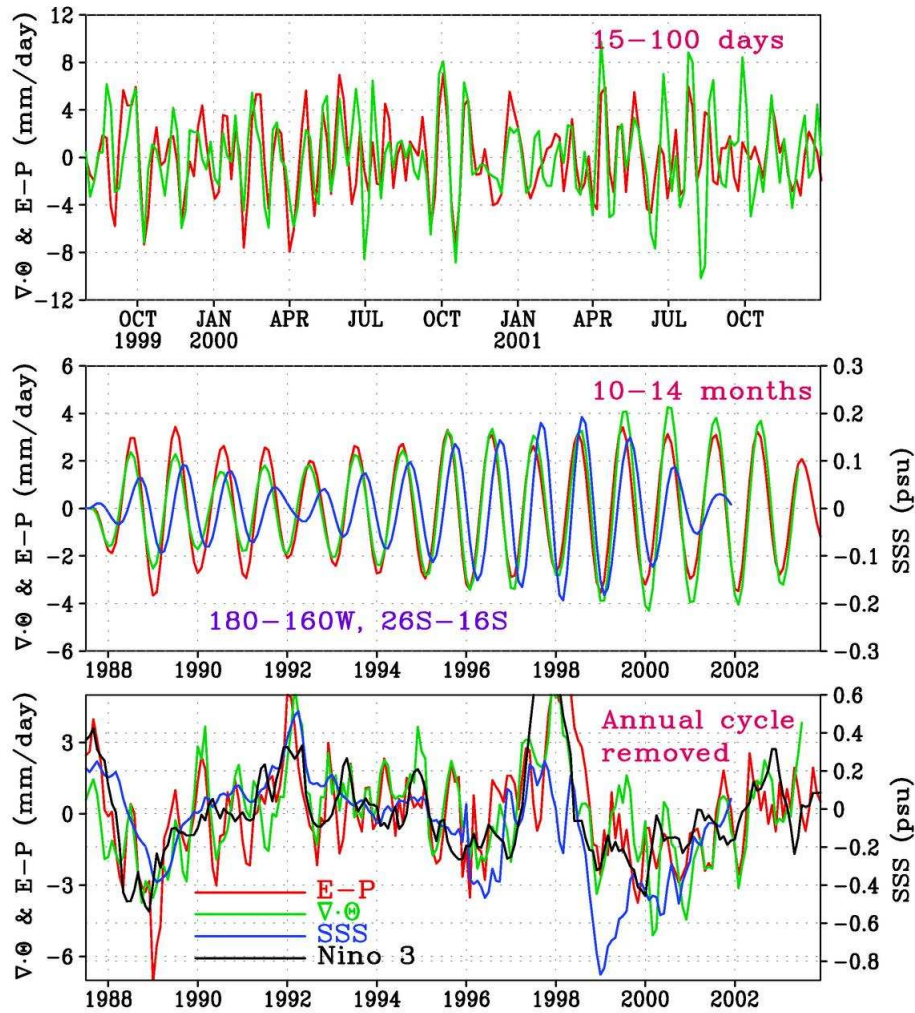 ∇·Θ & E−P (mm/day)
12
8
4
0
−4
−8
−12
15−100 days
OCT JAN APR JUL OCT JAN APR JUL OCT
1999 2000 2001
∇·Θ & E−P (mm/day)
6
4
2
0
−2
−4
−6
10−14 months
180−160W, 26S−16S
0.3
0.2
0.1
0
−0.1
−0.2
−0.3
SSS (psu)
1988 1990 1992 1994 1996 1998 2000 2002
∇·Θ & E−P (mm/day)
3
0
−3
−6
Annual cycle
removed
E−P
∇·Θ
SSS
Nino 3
0.6
0.4
0.2
0
−0.2
−0.4
−0.6
−0.8
SSS (psu)
1988 1990 1992 1994 1996 1998 2000 2002